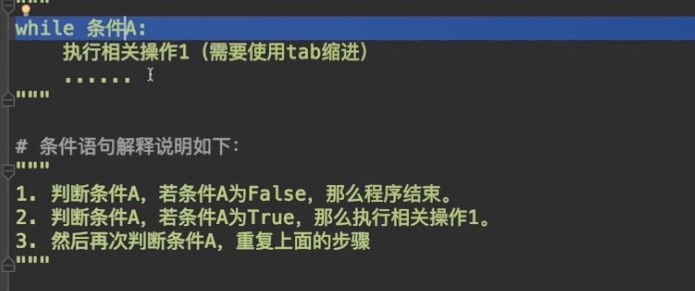 """
while 条件A:
执行相关操作1（需要使用tab缩进）
......
"""
# 条件语句解释说明如下:
"""
1. 判断条件A，若条件A为False，那么程序结束。
2. 判断条件A，若条件A为True，那么执行相关操作1。
3. 然后再次判断条件A，重复上面的步骤
"""